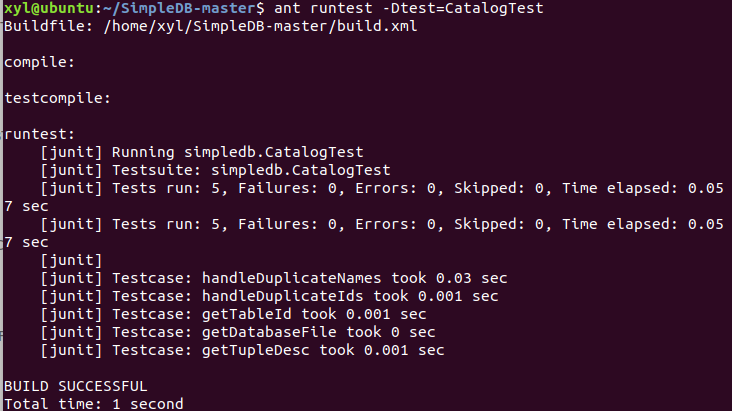 xyl@ubuntu:~/SimpleDB-master$ ant runtest -Dtest=CatalogTest
Buildfile: /home/xyl/SimpleDB-master/build.xml
compile:
testcompile:
runtest:
[junit] Running simpledb.CatalogTest
[junit] Testsuite: simpledb.CatalogTest
[junit] Tests run: 5, Failures: 0, Errors: 0, Skipped: 0, Time elapsed: 0.05
7 sec
[junit] Tests run: 5, Failures: 0, Errors: 0, Skipped: 0, Time elapsed: 0.05
7 sec
[junit]
[junit] Testcase: handleDuplicateNames took 0.03 sec
[junit] Testcase: handleDuplicateIds took 0.001 sec
[junit] Testcase: getTableId took 0.001 sec
[junit] Testcase: getDatabaseFile took 0 sec
[junit] Testcase: getTupleDesc took 0.001 sec
BUILD SUCCESSFUL
Total time: 1 second